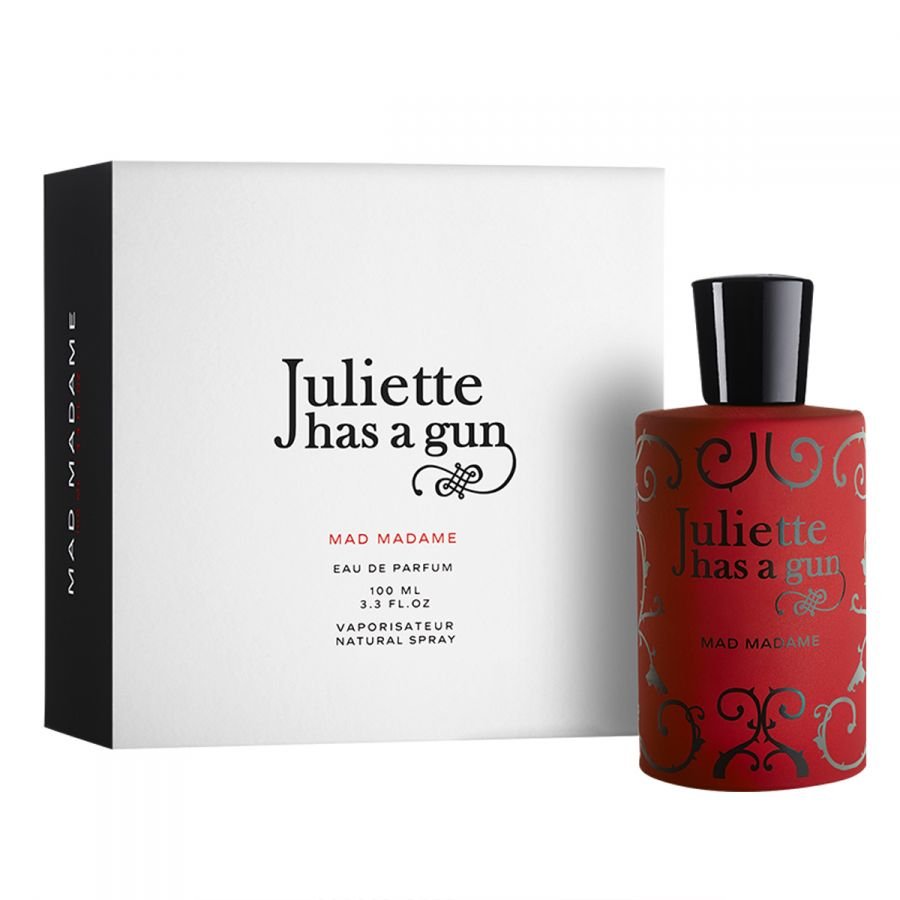 MAD MADAME
Juliette
has a gun
MAD MADAME
EAU DE PARFUM
100 ML
3.3 FL.OZ
VAPORISATEUR
NATURAL SPRAY
Juliette
has a gun
MAD MADAME